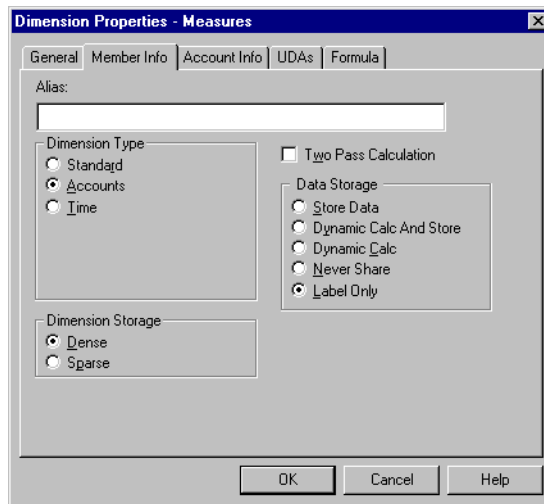 Dimension Properties - Measures
General Member Info Account Info UDAs Formula
Alias:
Dimension Type
Standard
Accounts
Time
Two Pass Calculation
Data Storage
Store Data
Dynamic Calc And Store
Dynamic Calc
Never Share
Label Only
Dimension Storage
Dense
Sparse
OK Cancel Help